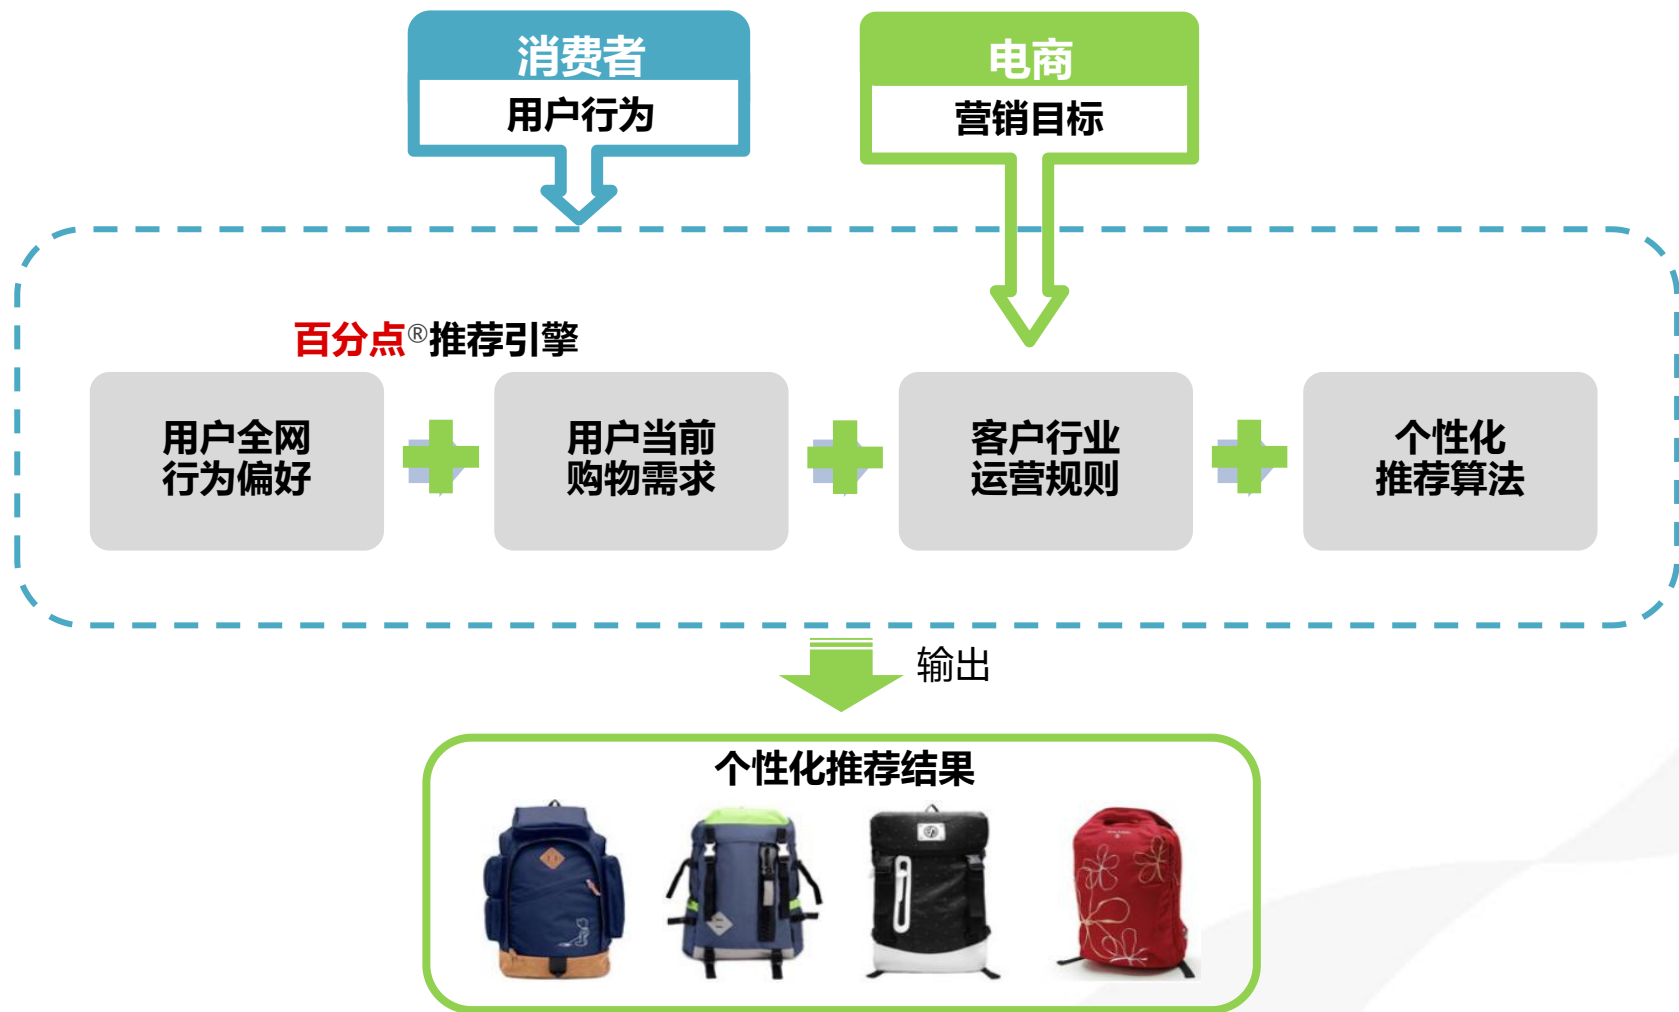 消费者
用户行为
电商
营销目标
百分点®推荐引擎
用户全网
行为偏好
用户当前
购物需求
客户行业
运营规则
个性化
推荐算法
输出
个性化推荐结果